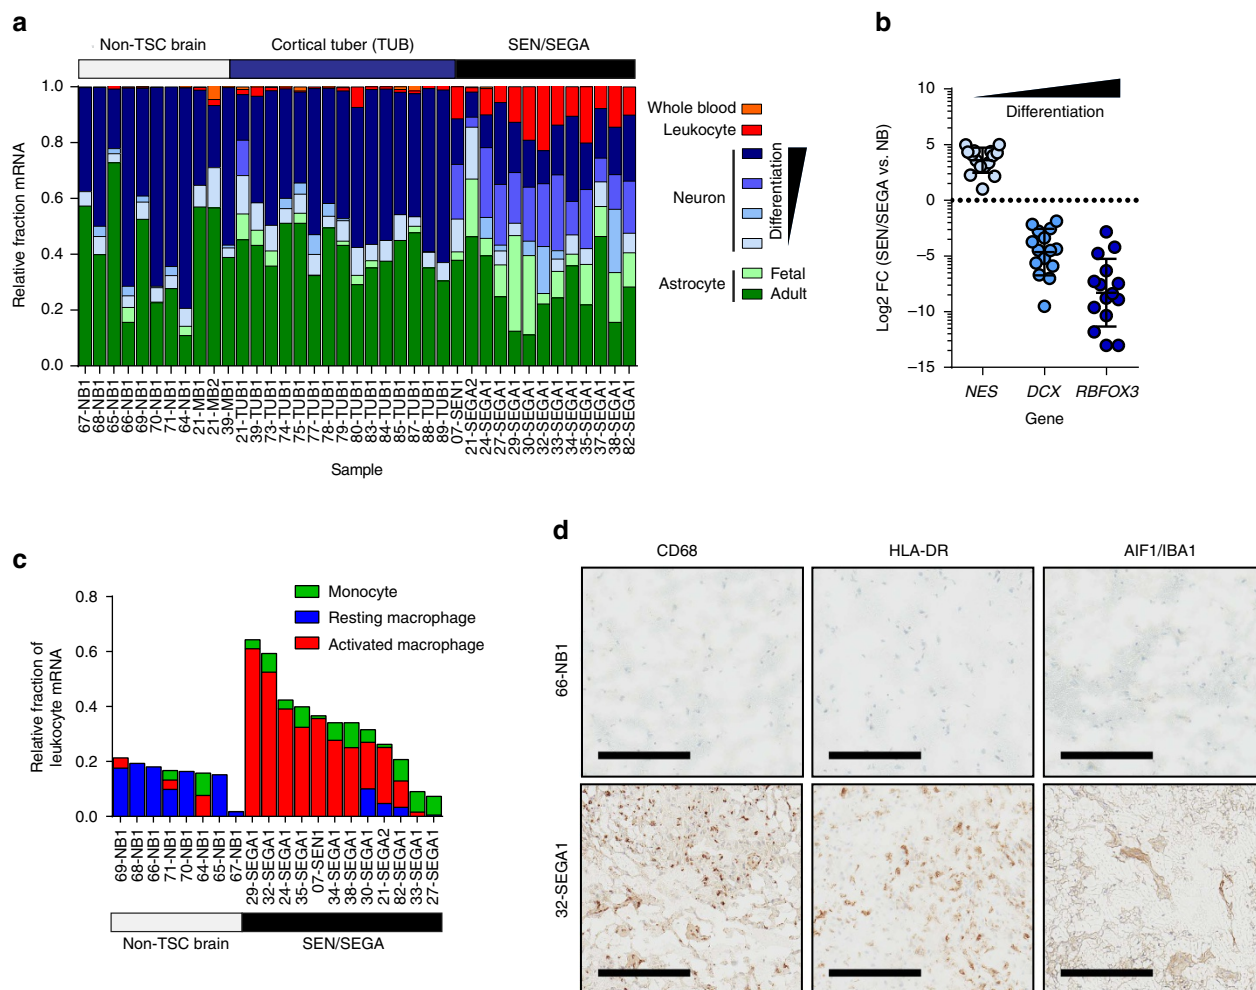 a
Non-TSC brain
Cortical tuber (TUB)
SEN/SEGA
Relative fraction mRNA
1.0
0.8
0.6
0.4
0.2
0.0
67-NB1
68-NB1
65-NB1
66-NB1
69-NB1
70-NB1
71-NB1
64-NB1
21-MB1
21-MB2
39-MB1
21-TUB1
39-TUB1
73-TUB1
74-TUB1
75-TUB1
77-TUB1
78-TUB1
79-TUB1
80-TUB1
83-TUB1
84-TUB1
85-TUB1
87-TUB1
88-TUB1
89-TUB1
07-SEN1
21-SEGA2
24-SEGA1
27-SEGA1
29-SEGA1
30-SEGA1
32-SEGA1
33-SEGA1
34-SEGA1
35-SEGA1
37-SEGA1
38-SEGA1
82-SEGA1
Sample
Whole blood
Leukocyte
Neuron
Differentiation
Astrocyte
Fetal
Adult
b
Log2 FC (SEN/SEGA vs. NB)
10
5
0
−5
−10
−15
Differentiation
NES
DCX
RBFOX3
Gene
c
Relative fraction of
leukocyte mRNA
0.8
0.6
0.4
0.2
0.0
Monocyte
Resting macrophage
Activated macrophage
69-NB1
68-NB1
66-NB1
71-NB1
70-NB1
64-NB1
65-NB1
67-NB1
29-SEGA1
32-SEGA1
24-SEGA1
35-SEGA1
07-SEN1
34-SEGA1
38-SEGA1
30-SEGA1
21-SEGA2
82-SEGA1
33-SEGA1
27-SEGA1
Non-TSC brain
SEN/SEGA
d
CD68
HLA-DR
AIF1/IBA1
66-NB1
32-SEGA1